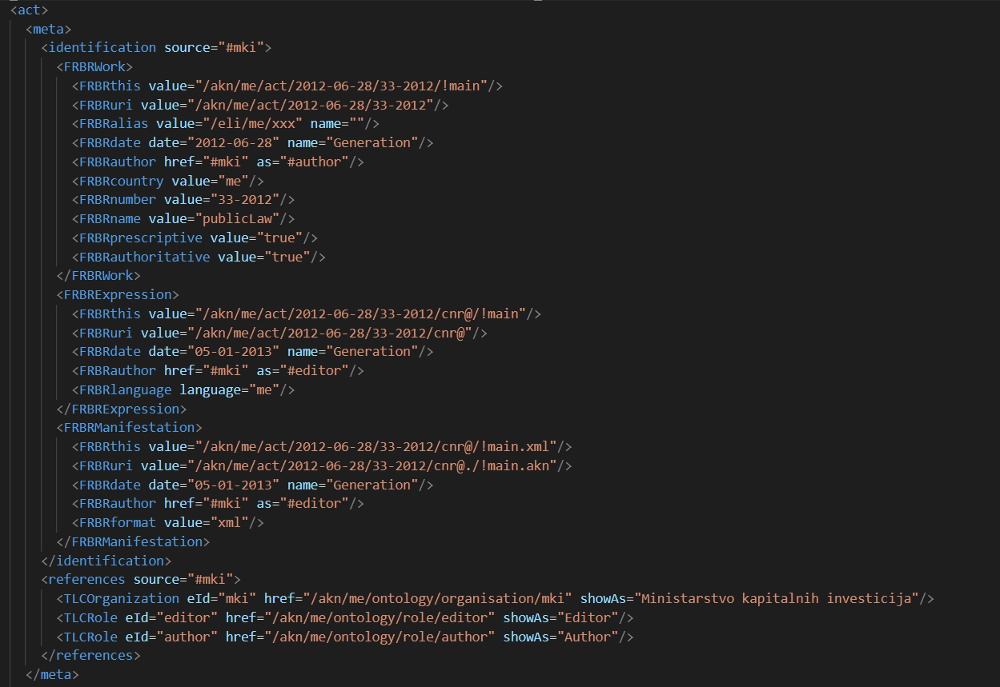 <act>
<meta>
<identification source="#mki">
<FRBRWork>
<FRBRthis value="/akn/me/act/2012-06-28/33-2012/!main"/>
<FRBRuri value="/akn/me/act/2012-06-28/33-2012"/>
<FRBRalias value="/eli/me/xxx" name=""/>
<FRBRdate date="2012-06-28" name="Generation"/>
<FRBRauthor href="#mki" as="#author"/>
<FRBRcountry value="me"/>
<FRBRnumber value="33-2012"/>
<FRBRname value="publicLaw"/>
<FRBRprescriptive value="true"/>
<FRBRauthoritative value="true"/>
</FRBRWork>
<FRBRExpression>
<FRBRthis value="/akn/me/act/2012-06-28/33-2012/cnr@/!main"/>
<FRBRuri value="/akn/me/act/2012-06-28/33-2012/cnr@"/>
<FRBRdate date="05-01-2013" name="Generation"/>
<FRBRauthor href="#mki" as="#editor"/>
<FRBRlanguage language="me"/>
</FRBRExpression>
<FRBRManifestation>
<FRBRthis value="/akn/me/act/2012-06-28/33-2012/cnr@/!main.xml"/>
<FRBRuri value="/akn/me/act/2012-06-28/33-2012/cnr@./!main.akn"/>
<FRBRdate date="05-01-2013" name="Generation"/>
<FRBRauthor href="#mki" as="#editor"/>
<FRBRformat value="xml"/>
</FRBRManifestation>
</identification>
<references source="#mki">
<TLCOrganization eId="mki" href="/akn/me/ontology/organisation/mki" showAs="Ministarstvo kapitalnih investicija"/>
<TLCRole eId="editor" href="/akn/me/ontology/role/editor" showAs="Editor"/>
<TLCRole eId="author" href="/akn/me/ontology/role/author" showAs="Author"/>
</references>
</meta>